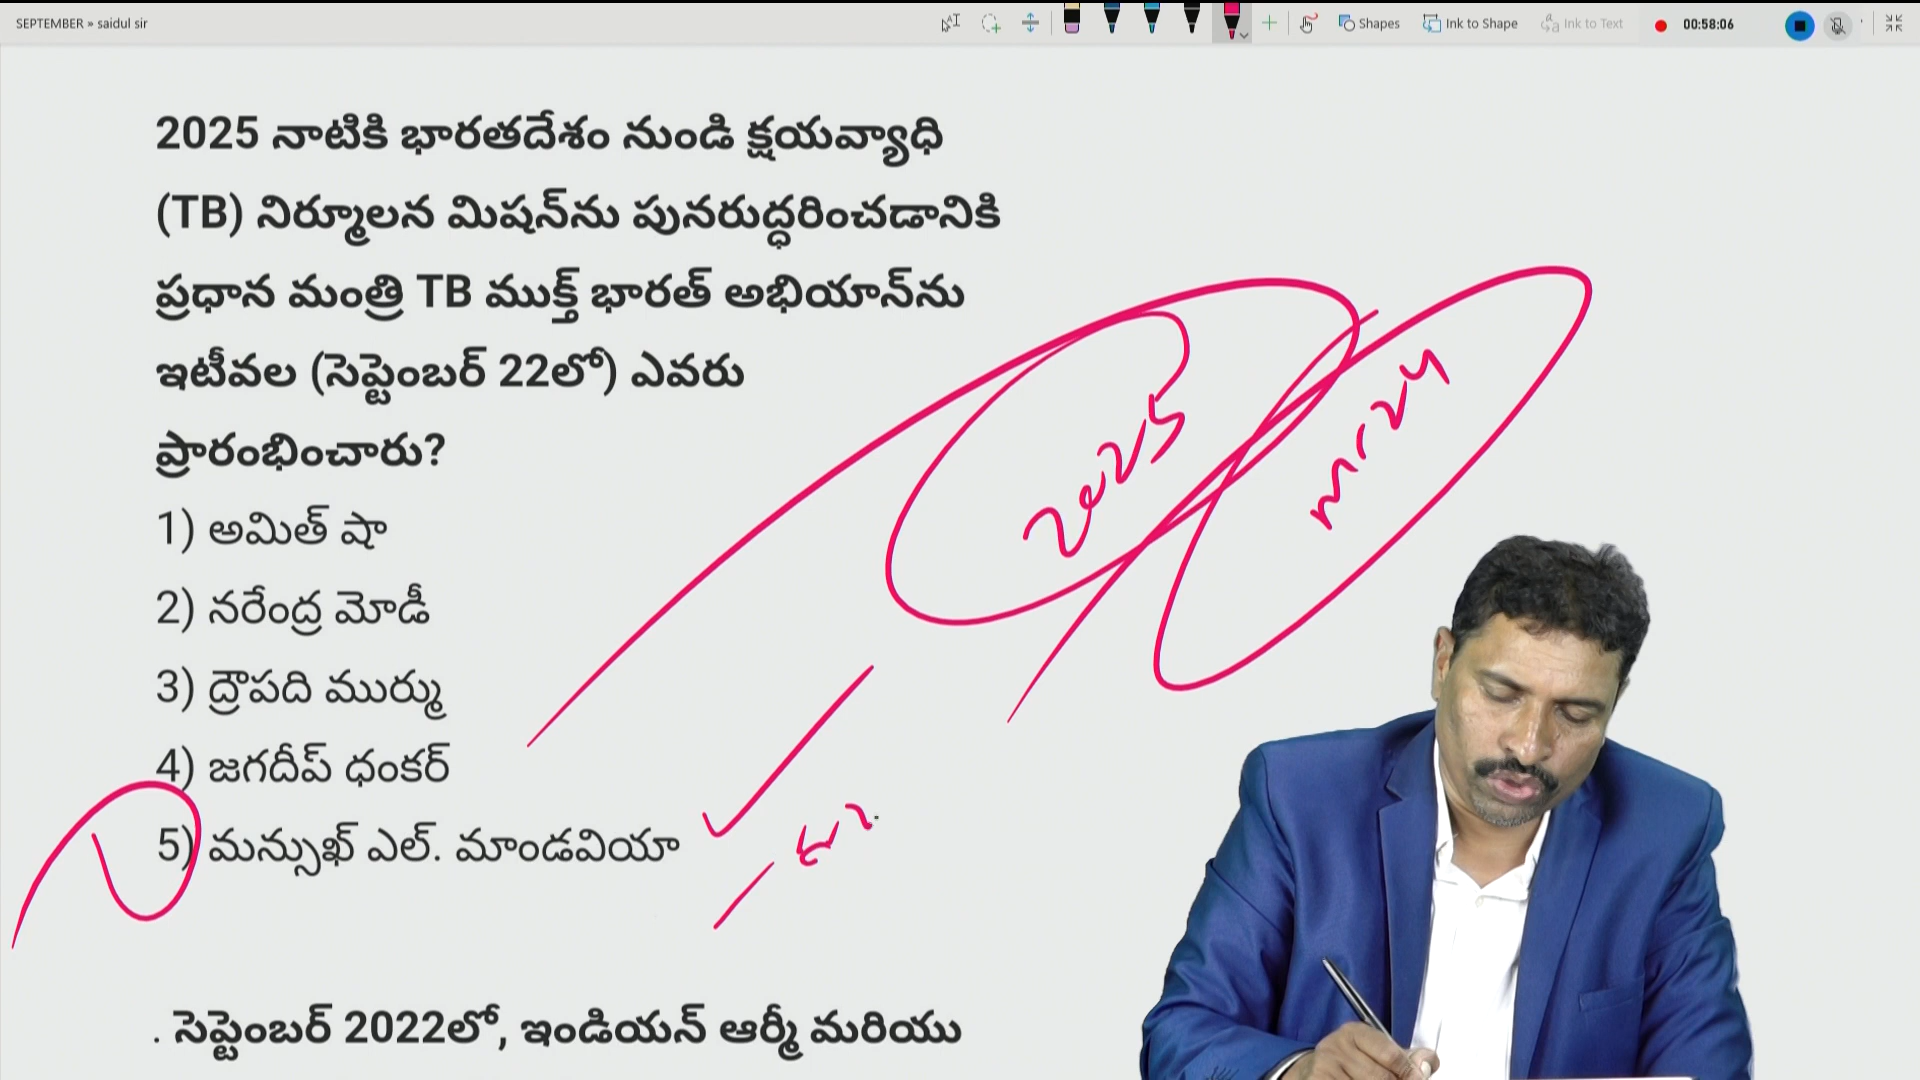 SEPTEMBER » saidul sir
Shapes
Ink to Shape
Ink to Text
00:58:06
2025 నాటికి భారతదేశం నుండి క్షయవ్యాధి
(TB) నిర్మూలన మిషన్‌ను పునరుద్ధరించడానికి
ప్రధాన మంత్రి TB ముక్త్ భారత్ అభియాన్‌ను
ఇటీవల (సెప్టెంబర్ 22లో) ఎవరు
ప్రారంభించారు?
2025
1) అమిత్ షా
2) నరేంద్ర మోడీ
3) ద్రౌపది ముర్ము
4) జగదీప్ ధంకర్
5) మన్సుఖ్ ఎల్. మాండవియా
. సెప్టెంబర్ 2022లో, ఇండియన్ ఆర్మీ మరియు